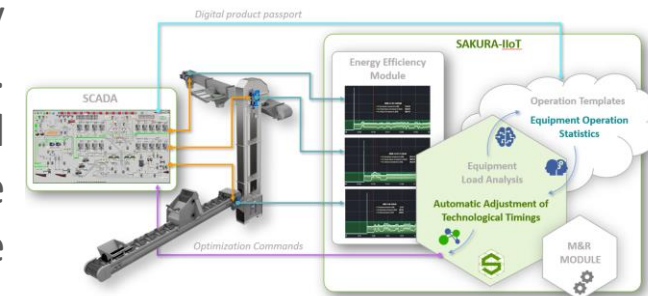 Digital product passport
SAKURA-IIoT
Energy Efficiency
Module
SCADA
Operation Templates
Equipment Operation
Statistics
Equipment
Load Analysis
Automatic Adjustment of
Technological Timings
Optimization Commands
M&R
MODULE